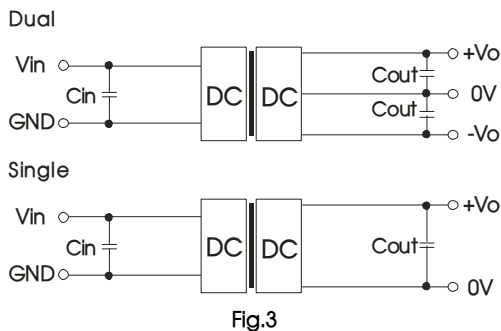 Dual
Vin
Cin
GND
DC DC
Cout
Cout
+Vo
0V
-Vo
Single
Vin
Cin
GND
DC DC
Cout
+Vo
0V
Fig.3